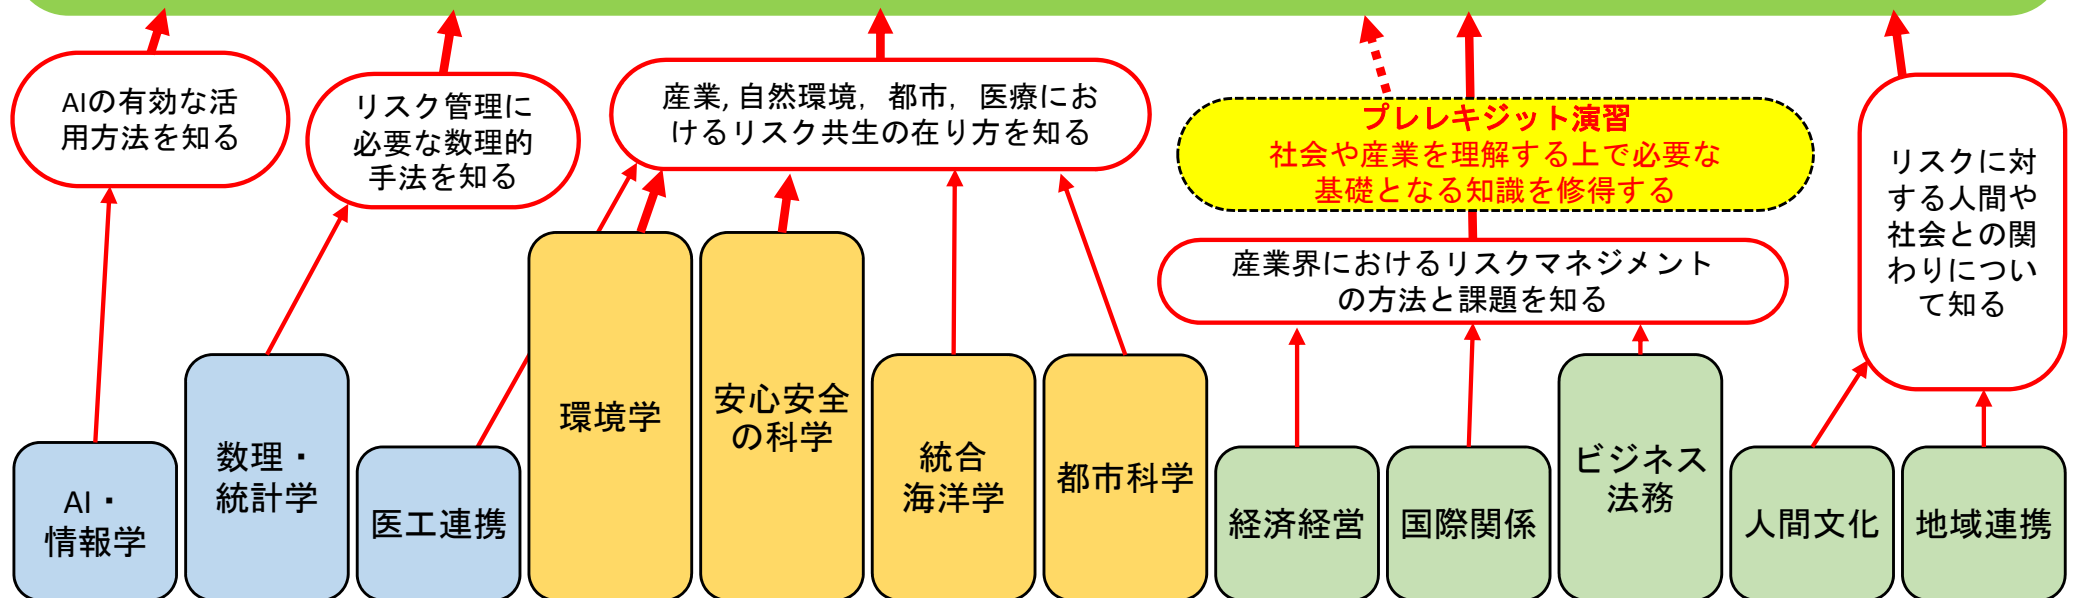 AIの有効な活
用方法を知る
リスク管理に
必要な数理的
手法を知る
産業,自然環境，都市，医療にお
けるリスク共生の在り方を知る
プレレキジット演習
社会や産業を理解する上で必要な
基礎となる知識を修得する
産業界におけるリスクマネジメント
の方法と課題を知る
リスクに対
する人間や
社会との関
わりについ
て知る
AI・
情報学
数理・
統計学
医工連携
環境学
安心安全
の科学
統合
海洋学
都市科学
経済経営
国際関係
ビジネス
法務
人間文化
地域連携